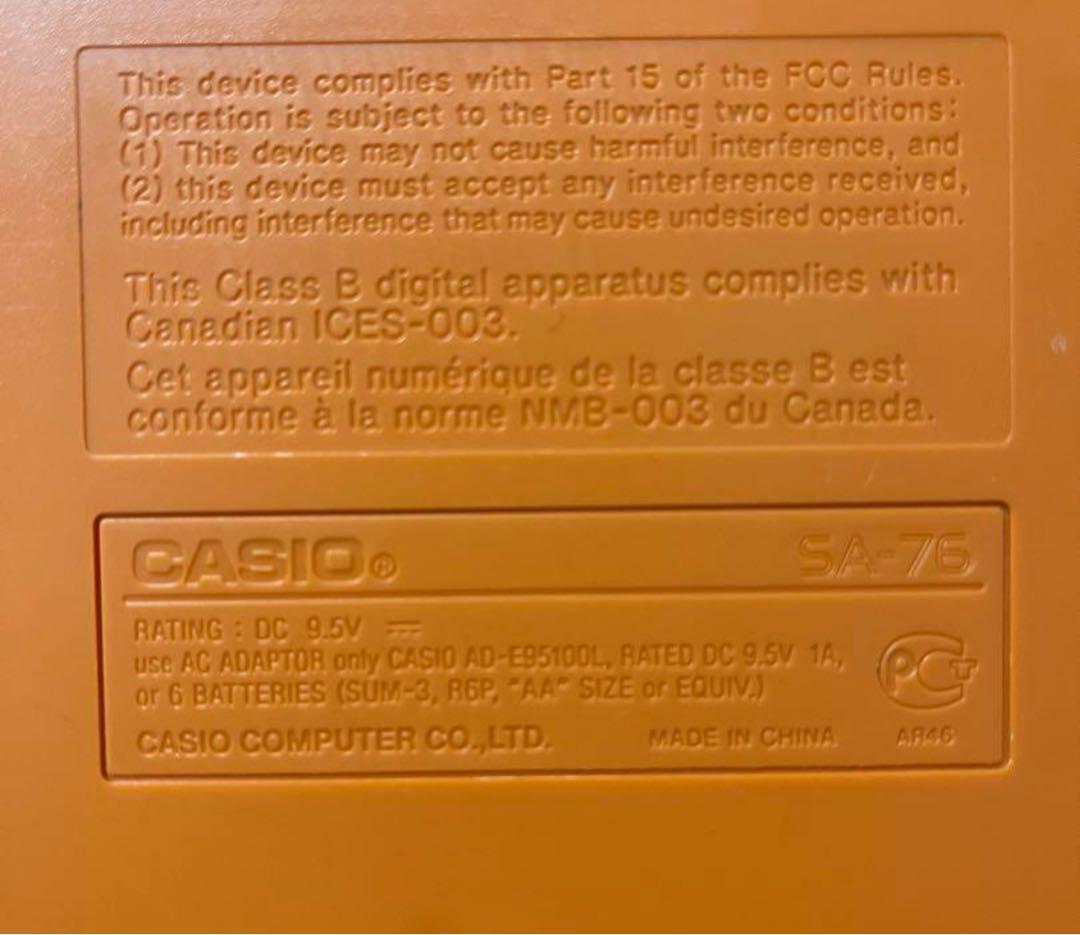 This device complies with Part 15 of the FCC Rules.
Operation is subject to the following two conditions:
(1) This device may not cause harmful interference, and
(2) this device must accept any interference received,
including interference that may cause undesired operation.
This Class B digital apparatus complies with
Canadian ICES-003.
Cet appareil numérique de la classe B est
conforme à la norme NMB-003 du Canada.
CASIO®
SA-76
RATING : DC 9.5V ⎓
use AC ADAPTOR only CASIO AD-E95100L, RATED DC 9.5V 1A,
or 6 BATTERIES (SUM-3, R6P, "AA" SIZE or EQUIV.)
PCT
CASIO COMPUTER CO.,LTD.
MADE IN CHINA
AR46